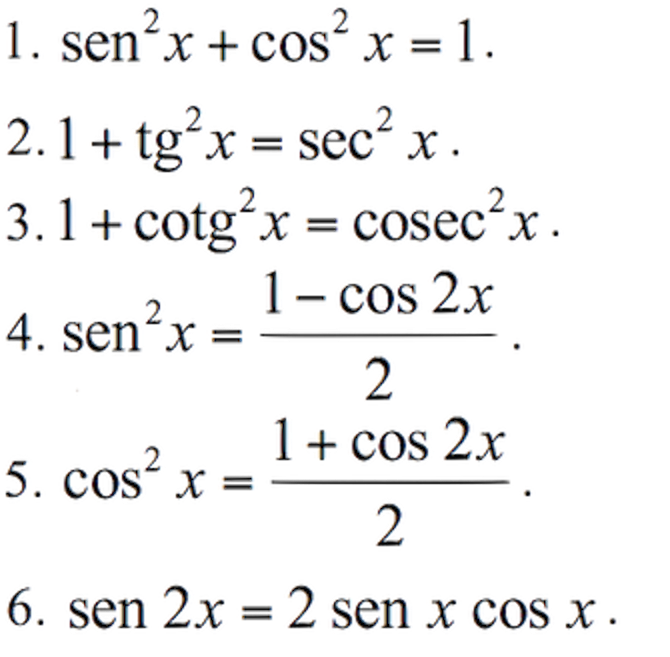 1. sen²x + cos² x = 1.
2. 1 + tg²x = sec² x.
3. 1 + cotg²x = cosec²x.
4. sen²x = (1 − cos 2x)/2.
5. cos² x = (1 + cos 2x)/2.
6. sen 2x = 2 sen x cos x.